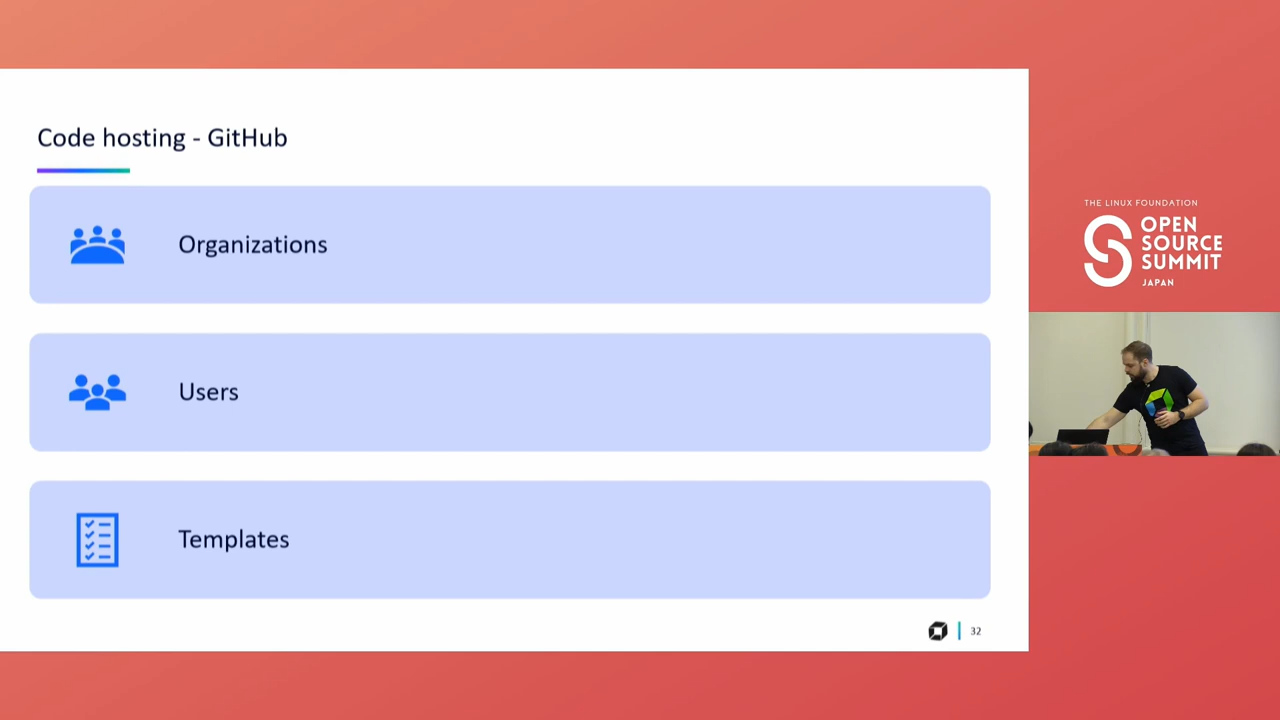 Code hosting - GitHub
Organizations
Users
Templates
32
THE LINUX FOUNDATION
OPEN
SOURCE
SUMMIT
JAPAN